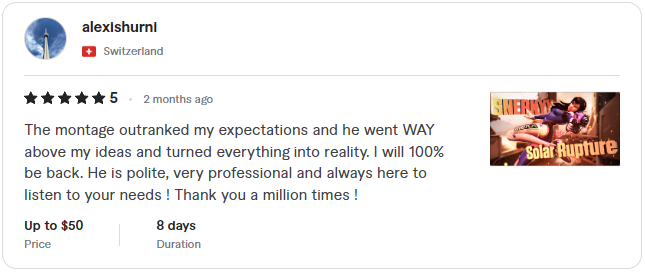 alexishurni
Switzerland
5
2 months ago
The montage outranked my expectations and he went WAY
above my ideas and turned everything into reality. I will 100%
be back. He is polite, very professional and always here to
listen to your needs ! Thank you a million times !
Solar Rupture
Up to $50
8 days
Price
Duration